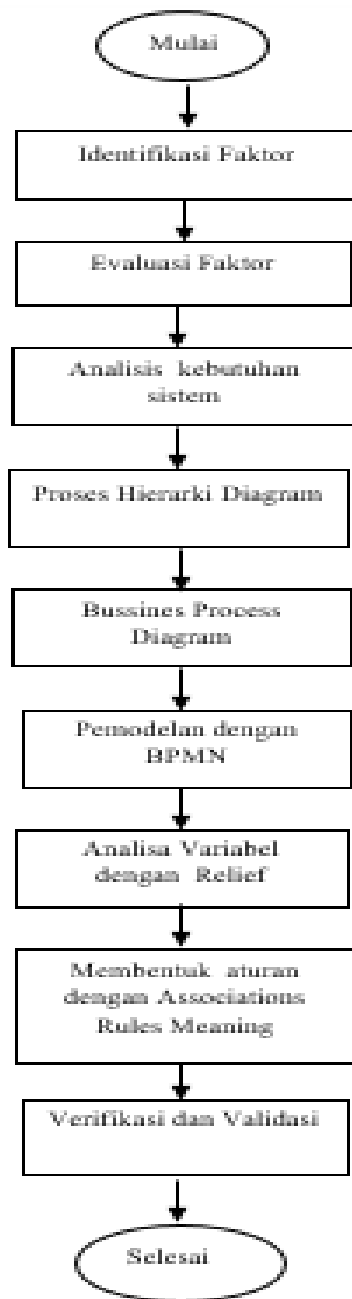 Mulai
Identifikasi Faktor
Evaluasi Faktor
Analisis kebutuhan
sistem
Proses Hierarki Diagram
Bussines Process
Diagram
Pemodelan dengan
BPMN
Analisa Variabel
dengan Relief
Membentuk aturan
dengan Associations
Rules Meaning
Verifikasi dan Validasi
Selesai